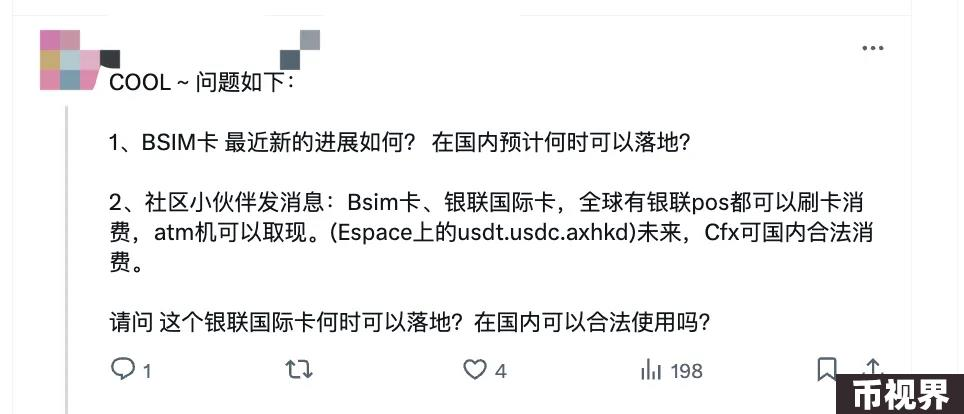 COOL ~ 问题如下：
1、BSIM卡 最近新的进展如何？ 在国内预计何时可以落地？
2、社区小伙伴发消息：Bsim卡、银联国际卡，全球有银联pos都可以刷卡消
费，atm机可以取现。(Espace上的usdt.usdc.axhkd)未来，Cfx可国内合法消
费。
请问 这个银联国际卡何时可以落地？在国内可以合法使用吗？
1
4
198
币视界